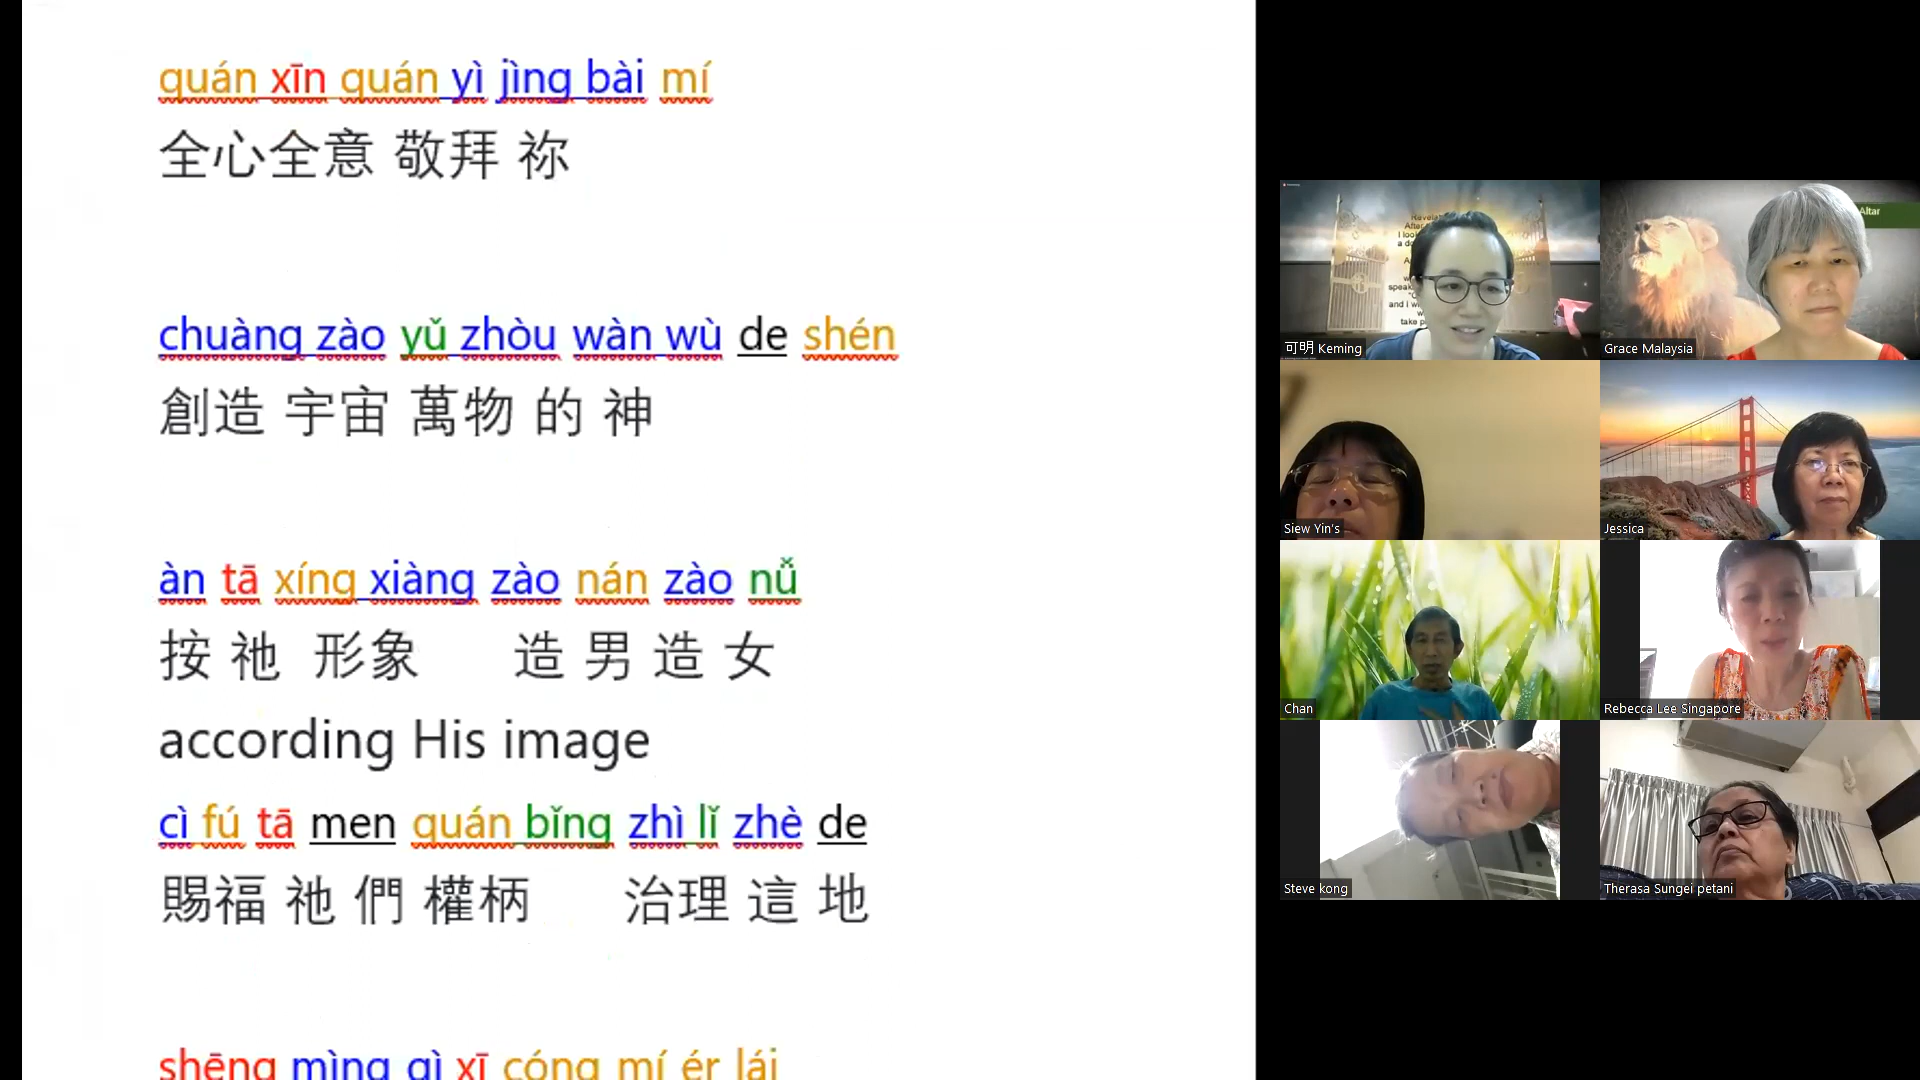 quán xīn quán yì jìng bài mí
全心全意 敬拜 祢
chuàng zào yǔ zhòu wàn wù de shén
創造 宇宙 萬物 的 神
àn tā xíng xiàng zào nán zào nǚ
按 祂 形象 造 男 造 女
according His image
cì fú tā men quán bǐng zhì lǐ zhè de
賜福 祂 們 權柄 治理 這 地
shēng mìng qì xī cóng mí ér lái
Altar
可明 Keming
Grace Malaysia
Siew Yin's
Jessica
Chan
Rebecca Lee Singapore
Steve kong
Therasa Sungei petani